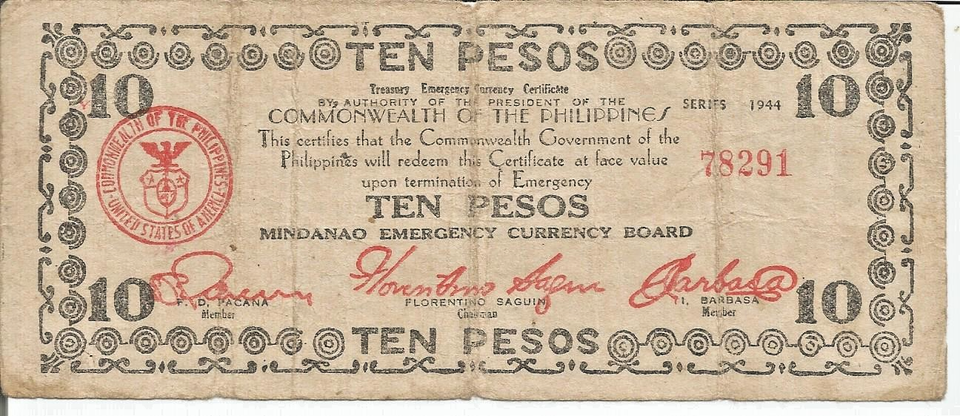 TEN PESOS
10
10
Treasury Emergency Currency Certificate
BY AUTHORITY OF THE PRESIDENT OF THE
COMMONWEALTH OF THE PHILIPPINES
SERIES 1944
This certifies that the Commonwealth Government of the
Philippines will redeem this Certificate at face value
upon termination of Emergency
78291
COMMONWEALTH OF THE PHILIPPINES
UNITED STATES OF AMERICA
TEN PESOS
MINDANAO EMERGENCY CURRENCY BOARD
Florentino Saguin
Barbasa
F. D. PACANA
Member
FLORENTINO SAGUIN
Chairman
I. BARBASA
Member
10
10
TEN PESOS